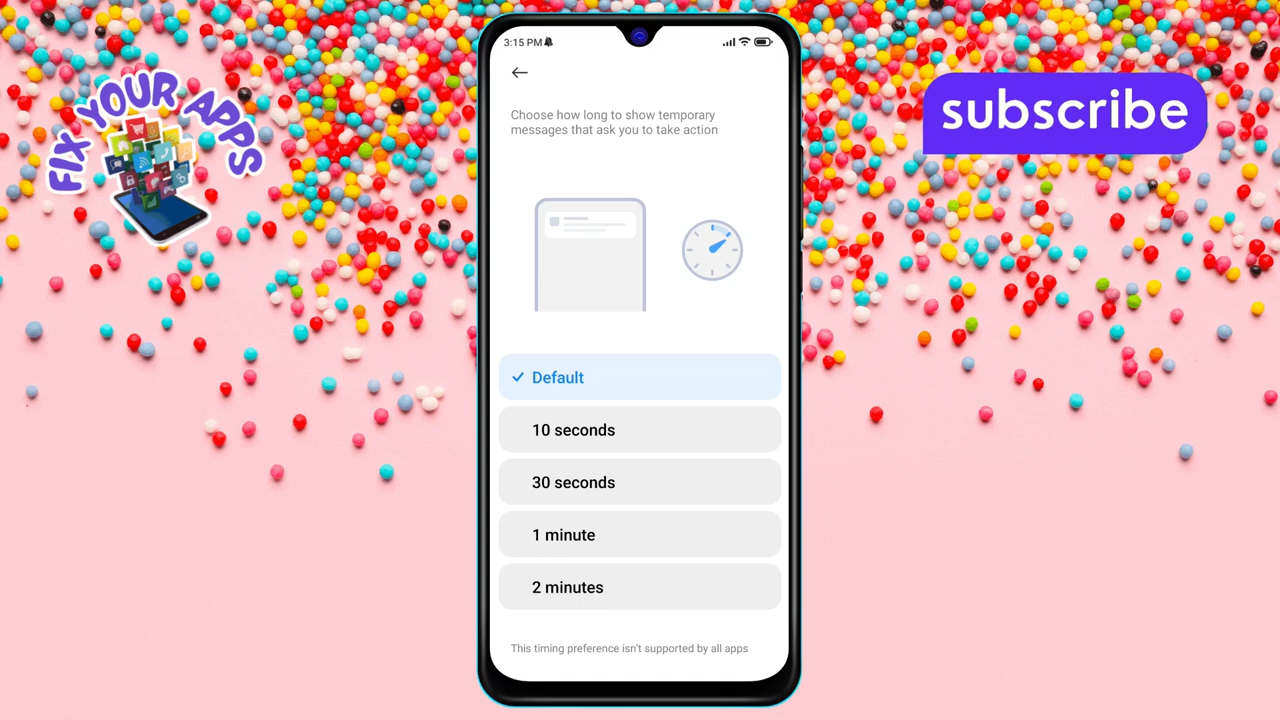 FIX YOUR APPS
subscribe
3:15 PM
Choose how long to show temporary
messages that ask you to take action
Default
10 seconds
30 seconds
1 minute
2 minutes
This timing preference isn't supported by all apps